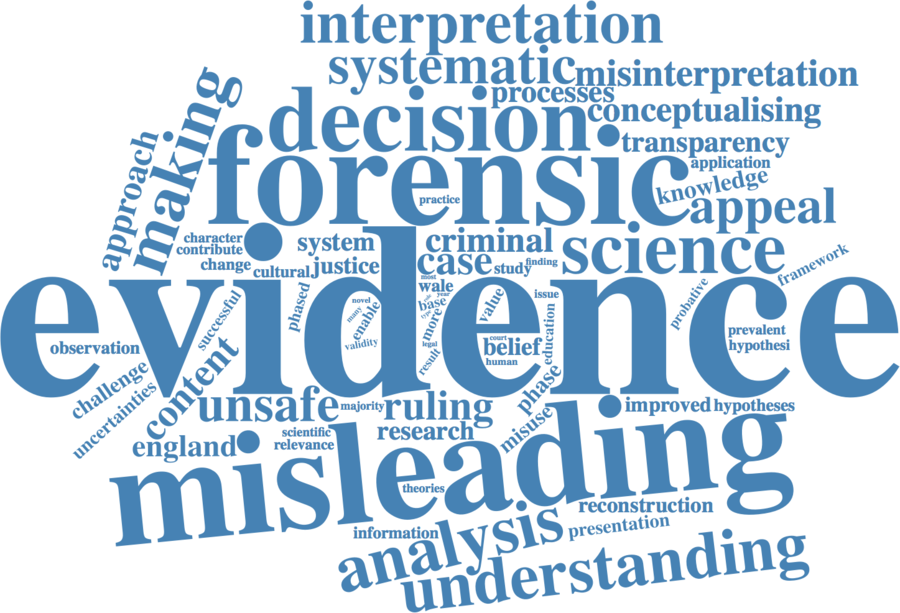 interpretation
systematic
misinterpretation
processes
decision
conceptualising
making
transparency
forensic
approach
application
knowledge
practice
appeal
character
system
criminal
science
contribute
change
cultural
justice
case
study
finding
framework
evidence
most
wale
phased
novel
many
enable
base
year
type
more
value
issue
probative
successful
validity
legal
result
court
belief
human
education
prevalent
hypothesi
observation
challenge
content
uncertainties
unsafe
majority
ruling
phase
improved
hypotheses
misuse
england
scientific
relevance
research
misleading
theories
reconstruction
information
analysis
presentation
understanding